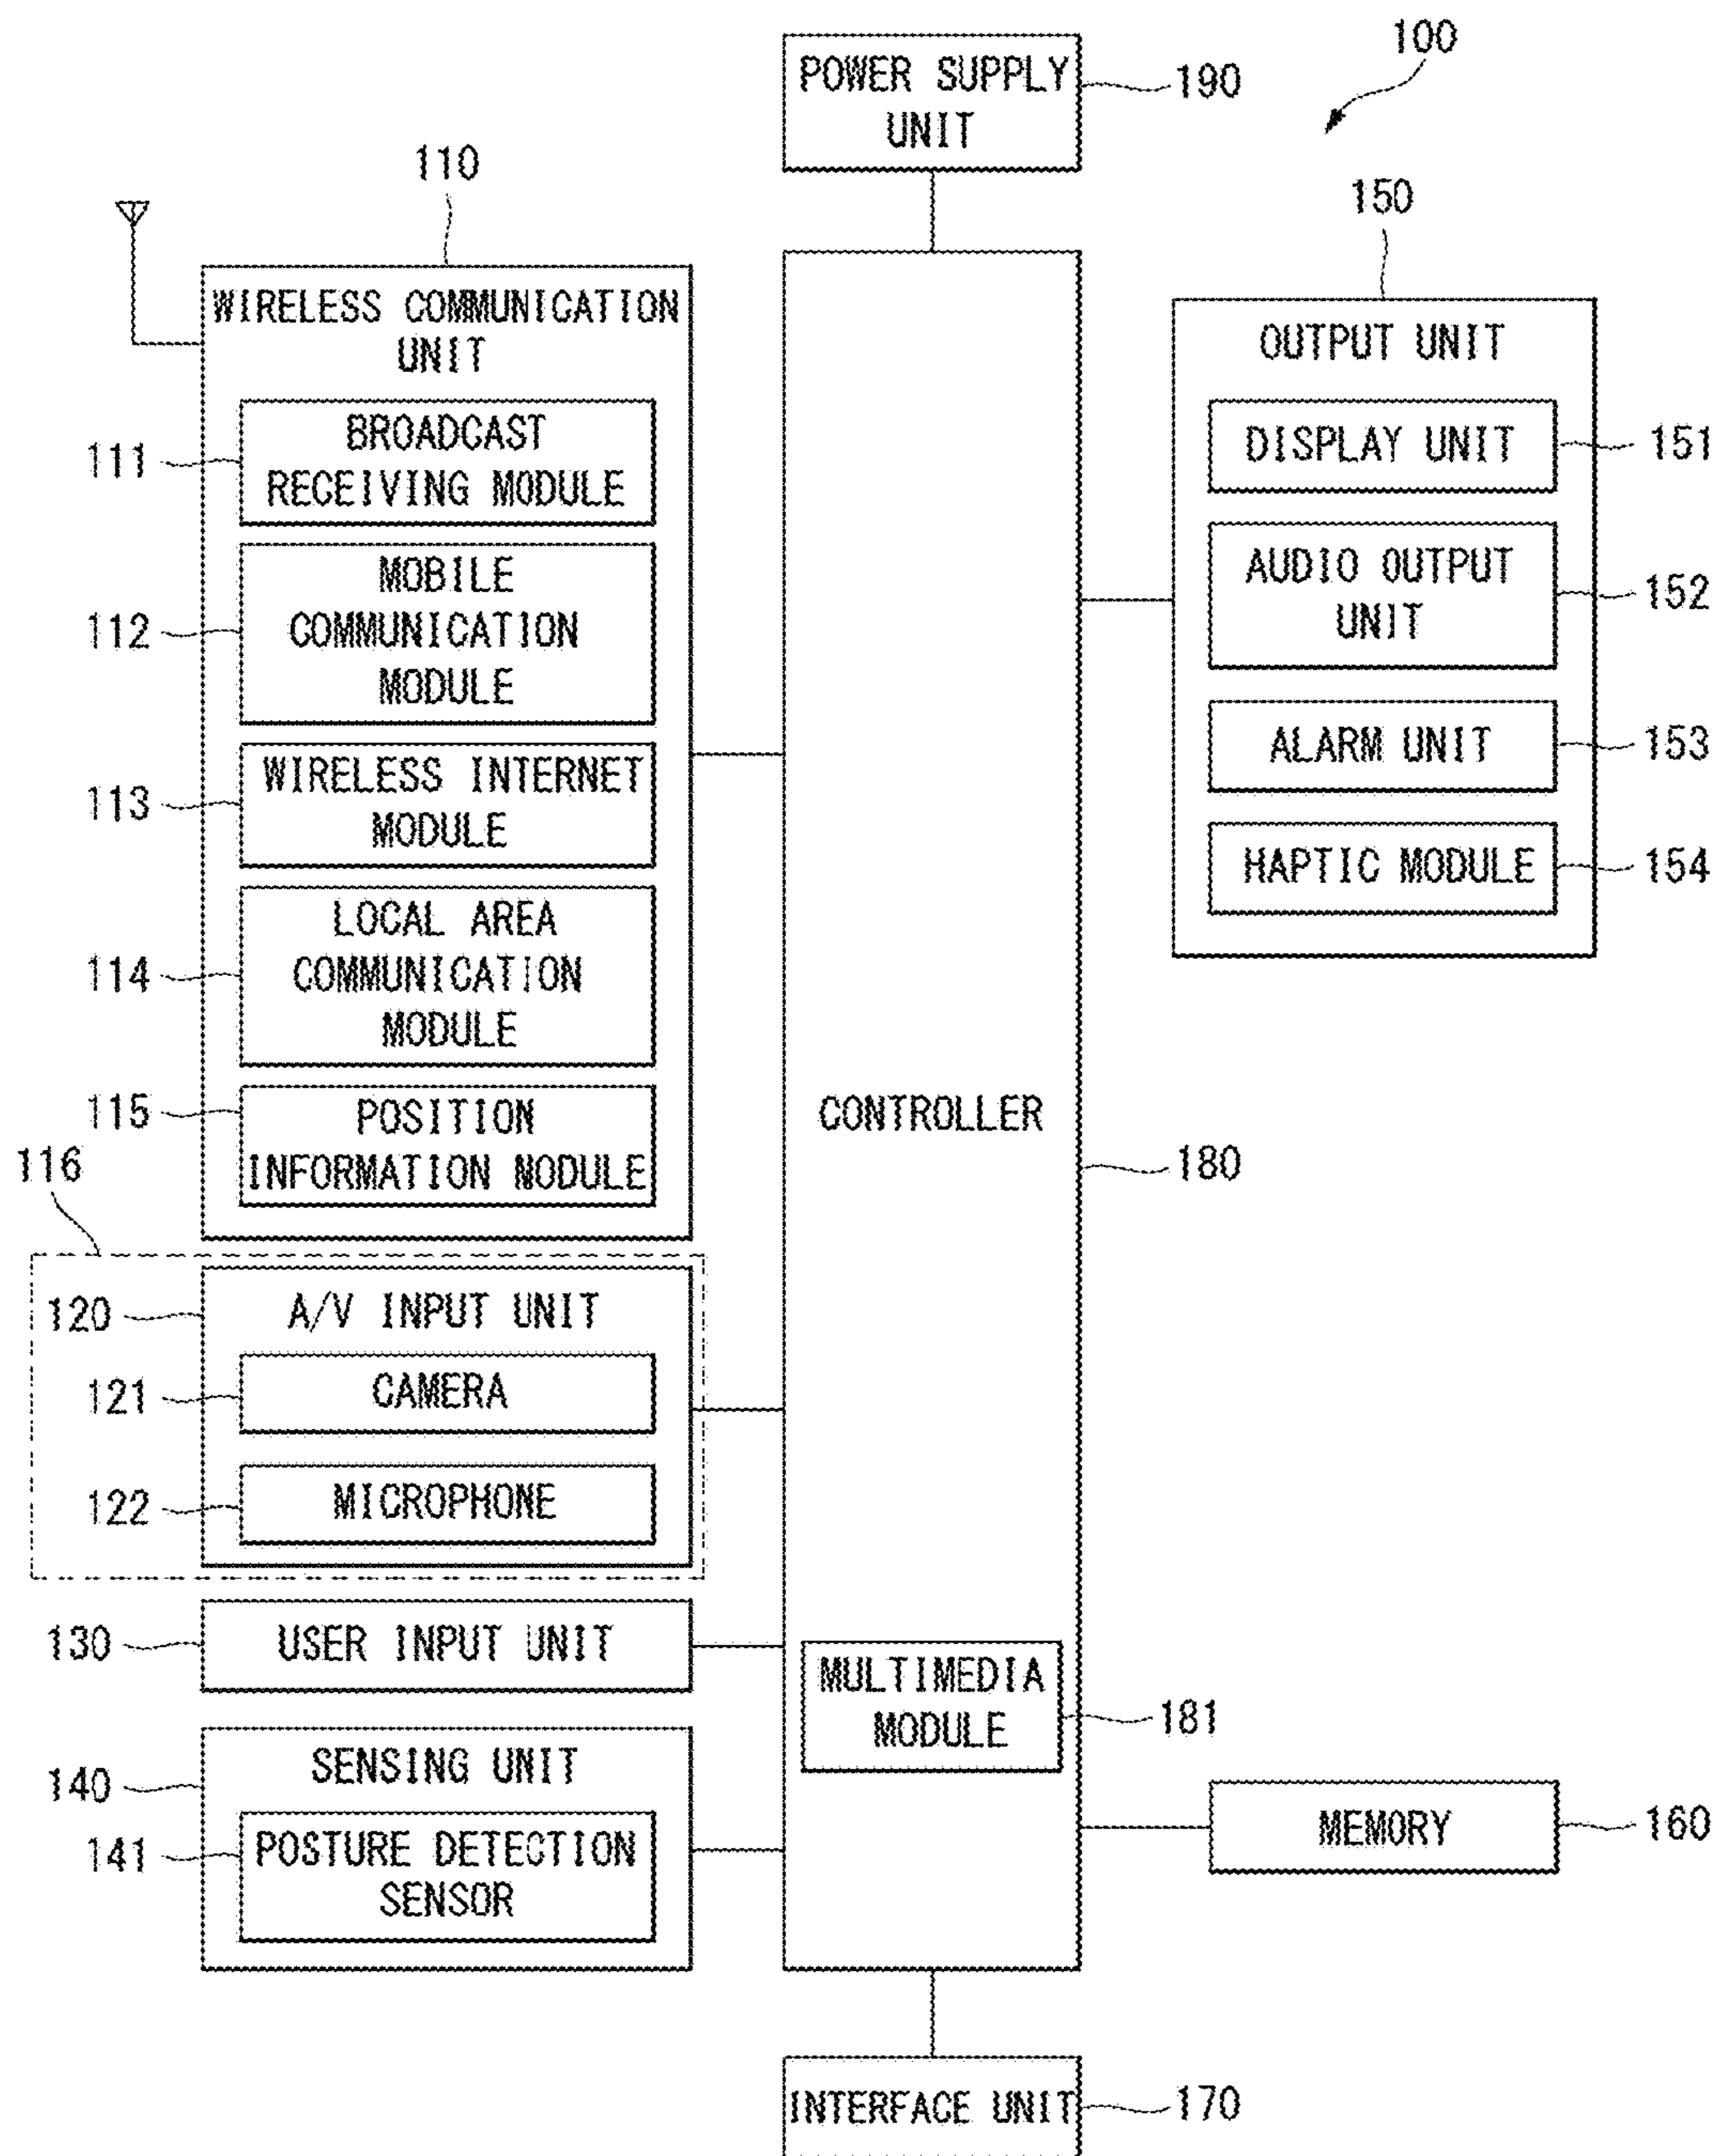 100
POWER SUPPLY
UNIT
190
110
150
WIRELESS COMMUNICATION
UNIT
BROADCAST
RECEIVING MODULE
111
MOBILE
COMMUNICATION
MODULE
112
WIRELESS INTERNET
MODULE
113
LOCAL AREA
COMMUNICATION
MODULE
114
POSITION
INFORMATION NODULE
115
116
A/V INPUT UNIT
120
CAMERA
121
MICROPHONE
122
USER INPUT UNIT
130
SENSING UNIT
140
POSTURE DETECTION
SENSOR
141
CONTROLLER
180
MULTIMEDIA
MODULE
181
OUTPUT UNIT
DISPLAY UNIT
151
AUDIO OUTPUT
UNIT
152
ALARM UNIT
153
HAPTIC MODULE
154
MEMORY
160
INTERFACE UNIT
170